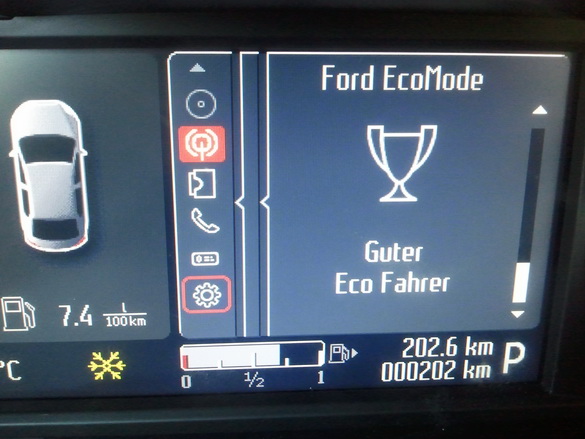 Ford EcoMode
Guter
Eco Fahrer
7.4 l
100km
°C
0 1/2 1
202.6 km
000202 km
P